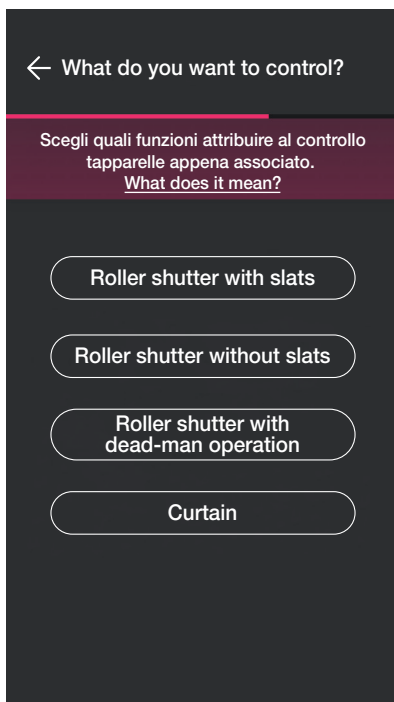 What do you want to control?
Scegli quali funzioni attribuire al controllo
tapparelle appena associato.
What does it mean?
Roller shutter with slats
Roller shutter without slats
Roller shutter with
dead-man operation
Curtain